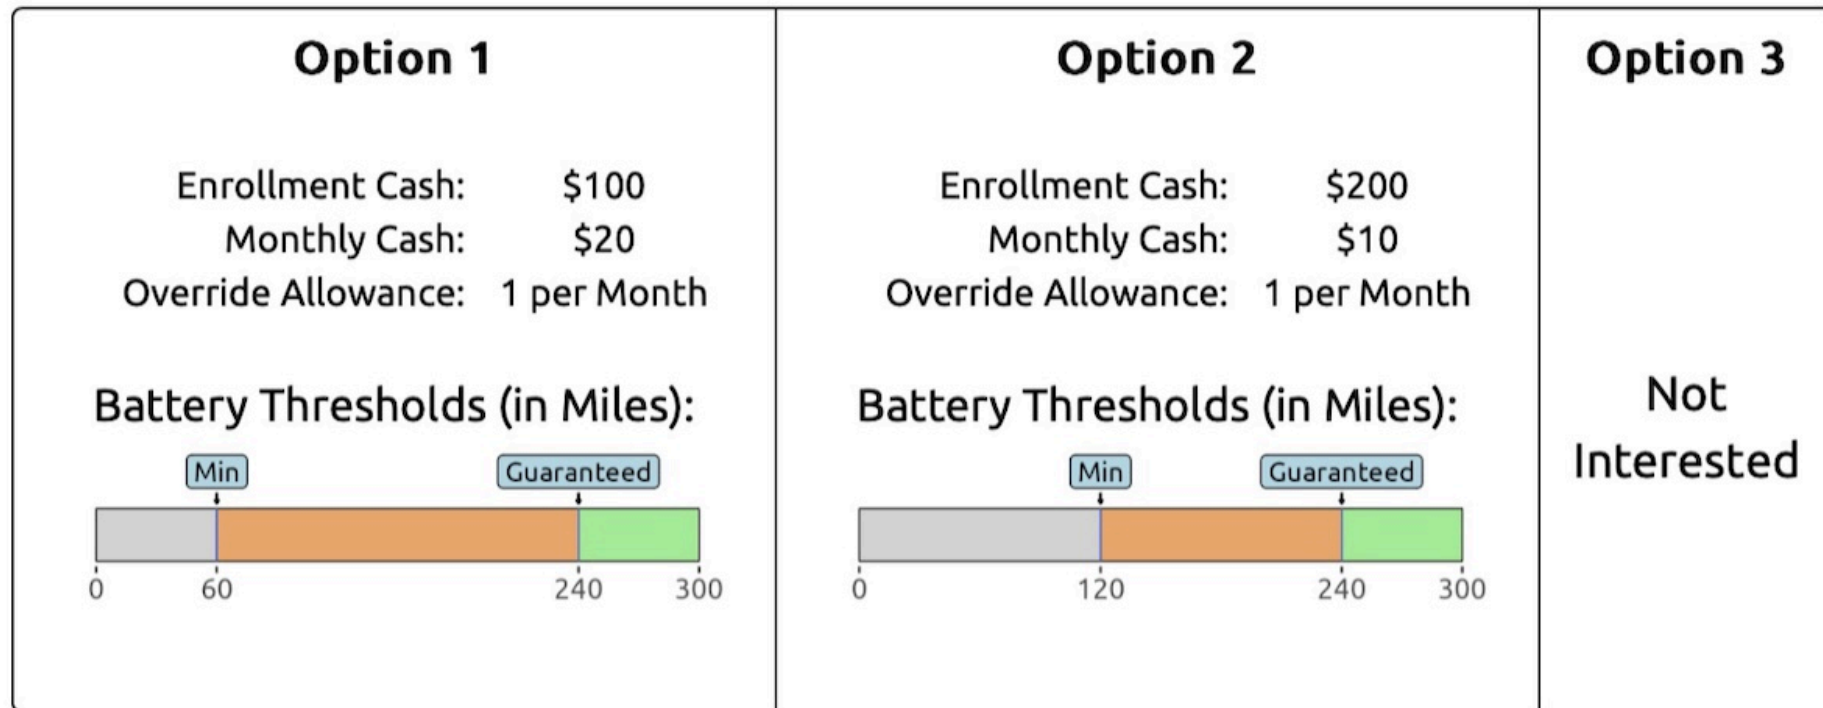 Option 1
Enrollment Cash: $100
Monthly Cash: $20
Override Allowance: 1 per Month
Battery Thresholds (in Miles):
Min Guaranteed
0 60 240 300
Option 2
Enrollment Cash: $200
Monthly Cash: $10
Override Allowance: 1 per Month
Battery Thresholds (in Miles):
Min Guaranteed
0 120 240 300
Option 3
Not
Interested